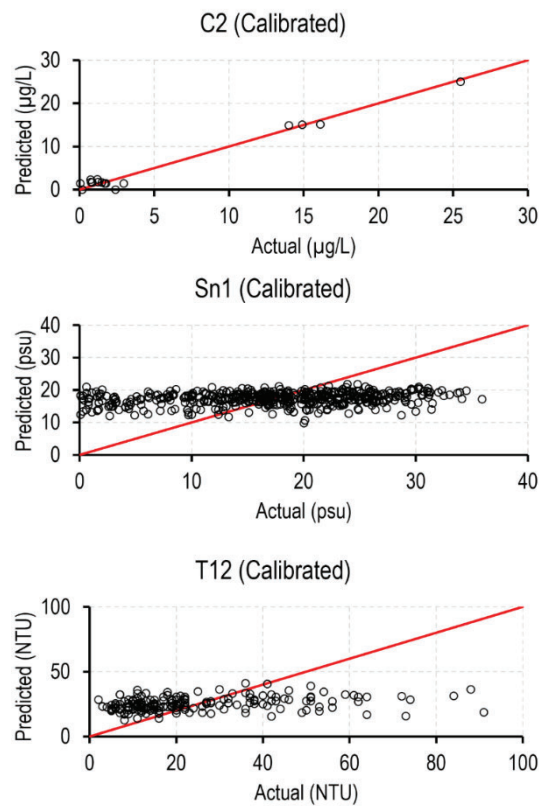 C2 (Calibrated)
30
20
10
0
Predicted (µg/L)
0 5 10 15 20 25 30
Actual (µg/L)
Sn1 (Calibrated)
40
30
20
10
0
Predicted (psu)
0 10 20 30 40
Actual (psu)
T12 (Calibrated)
100
50
0
Predicted (NTU)
0 20 40 60 80 100
Actual (NTU)